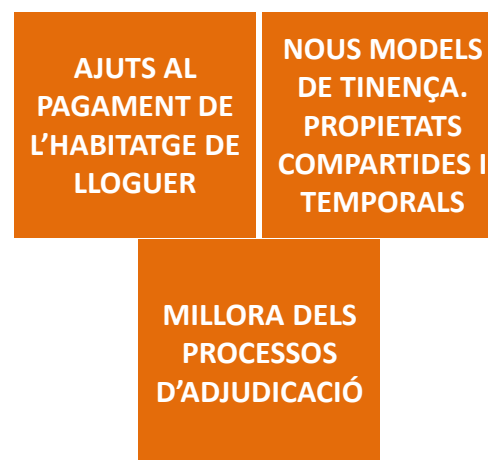 AJUTS AL
PAGAMENT DE
L’HABITATGE DE
LLOGUER
NOUS MODELS
DE TINENÇA.
PROPIETATS
COMPARTIDES I
TEMPORALS
MILLORA DELS
PROCESSOS
D’ADJUDICACIÓ